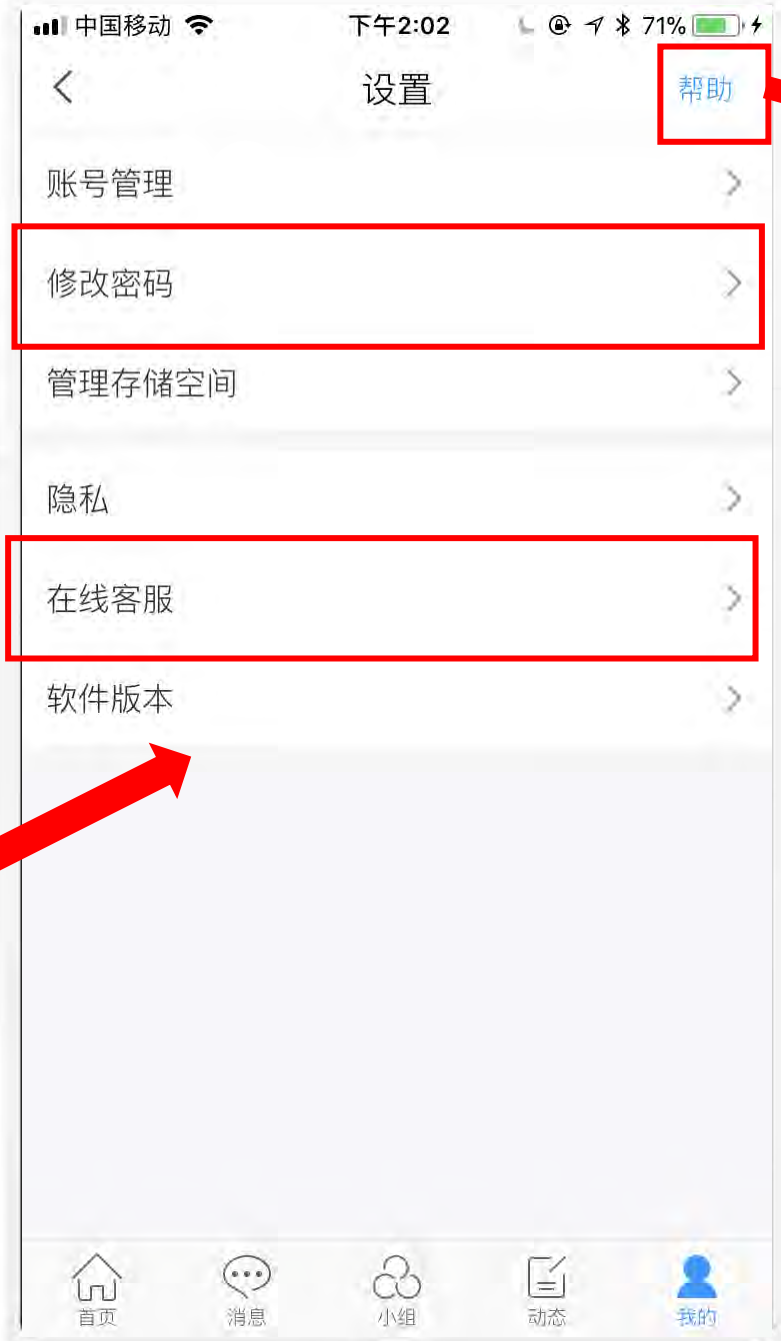 中国移动 下午2:02 71%
设置 帮助
账号管理
修改密码
管理存储空间
隐私
在线客服
软件版本
首页 消息 小组 动态 我的